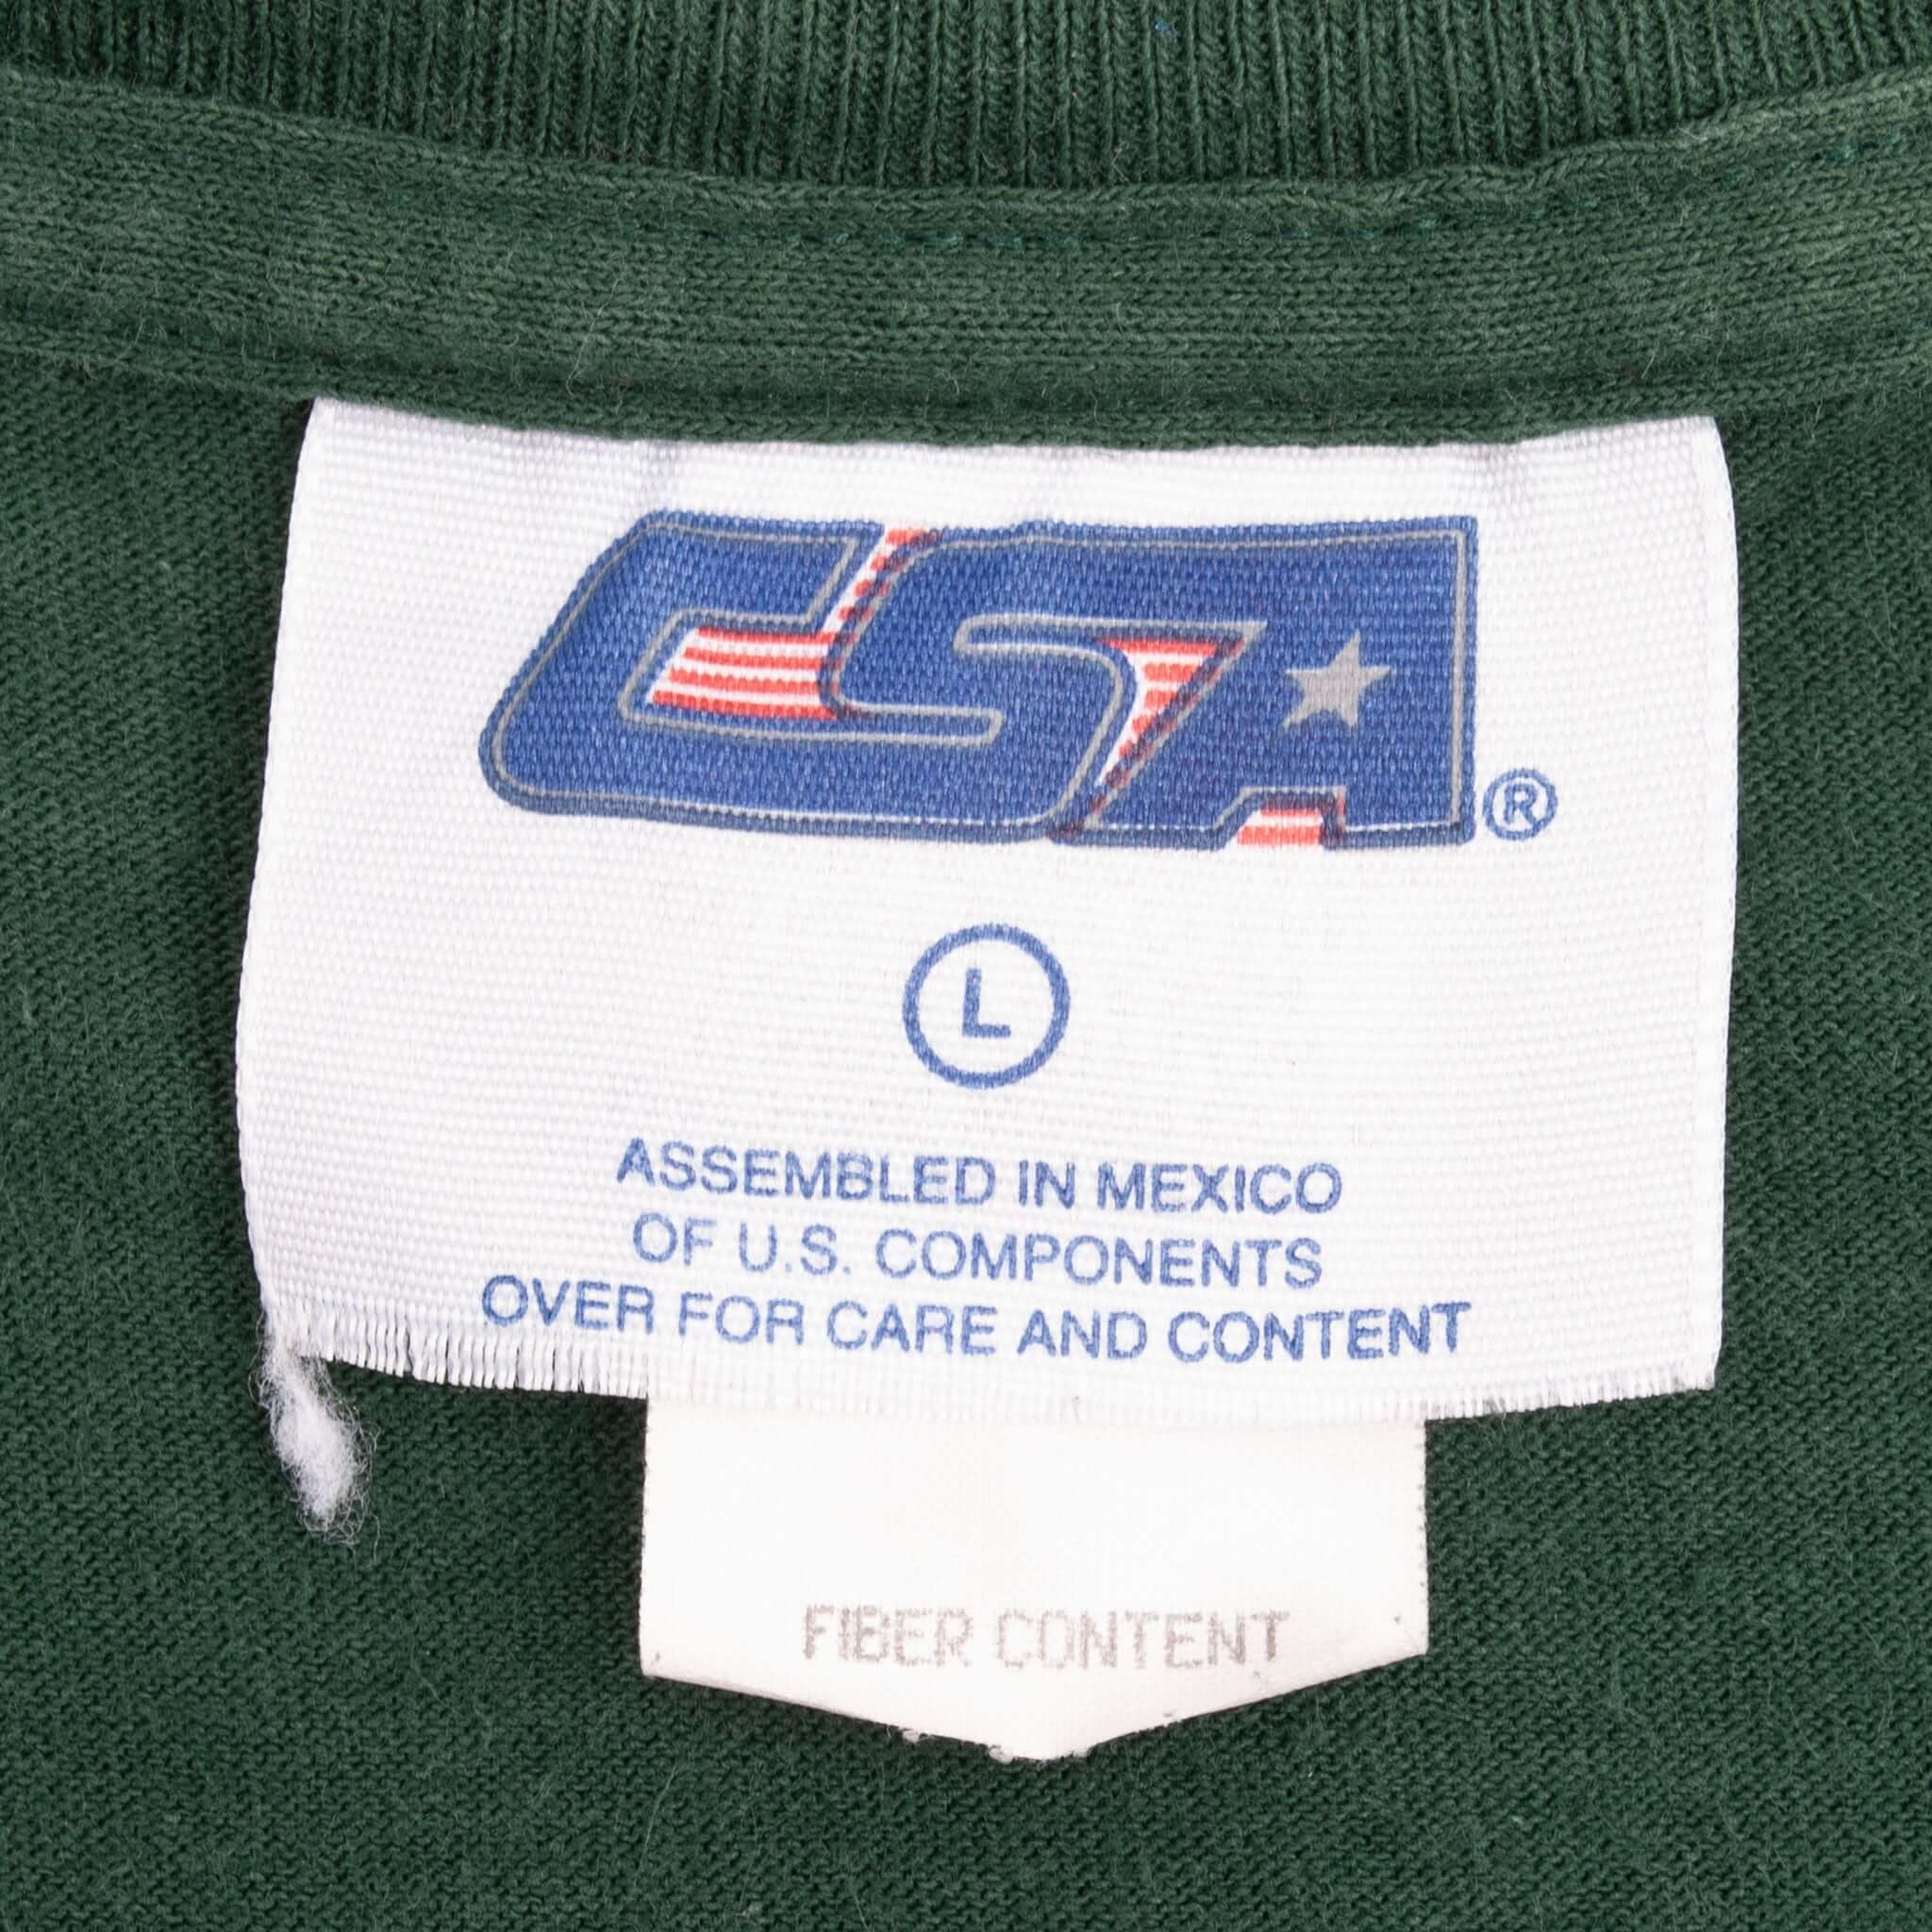 CSA®
L
ASSEMBLED IN MEXICO
OF U.S. COMPONENTS
OVER FOR CARE AND CONTENT
FIBER CONTENT